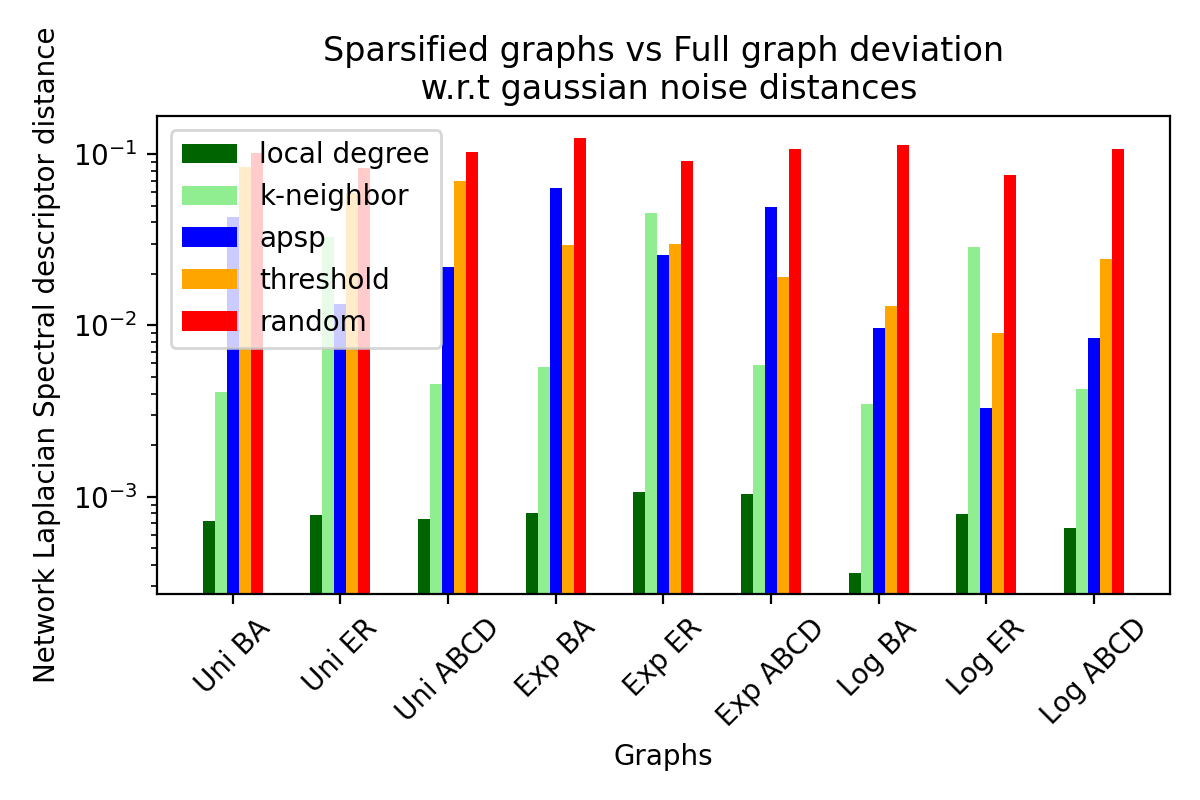 Sparsified graphs vs Full graph deviation
w.r.t gaussian noise distances
Network Laplacian Spectral descriptor distance
10⁻¹
10⁻²
10⁻³
local degree
k-neighbor
apsp
threshold
random
Uni BA
Uni ER
Uni ABCD
Exp BA
Exp ER
Exp ABCD
Log BA
Log ER
Log ABCD
Graphs